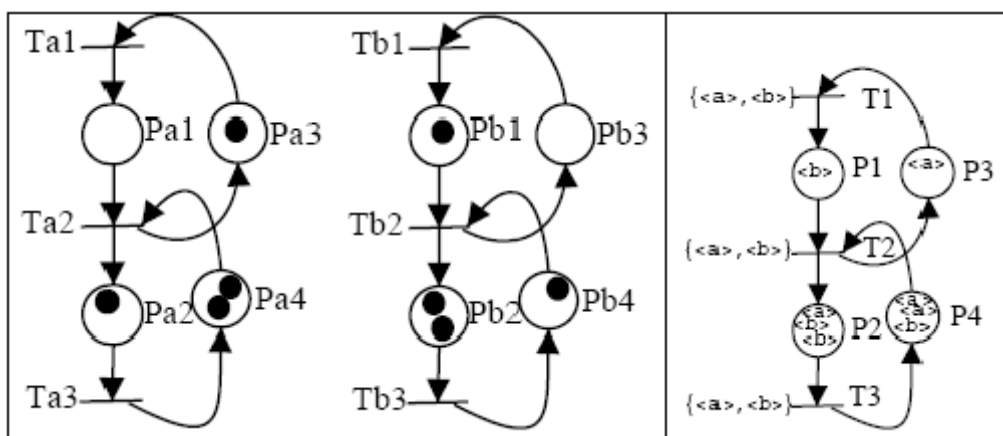 Ta1
Pa1
Pa3
Ta2
Pa2
Pa4
Ta3
Tb1
Pb1
Pb3
Tb2
Pb2
Pb4
Tb3
{<a>,<b>}
T1
<b>
P1
<a>
P3
{<a>,<b>}
T2
<a>
<b>
<b>
P2
<a>
<a>
<b>
P4
{<a>,<b>}
T3